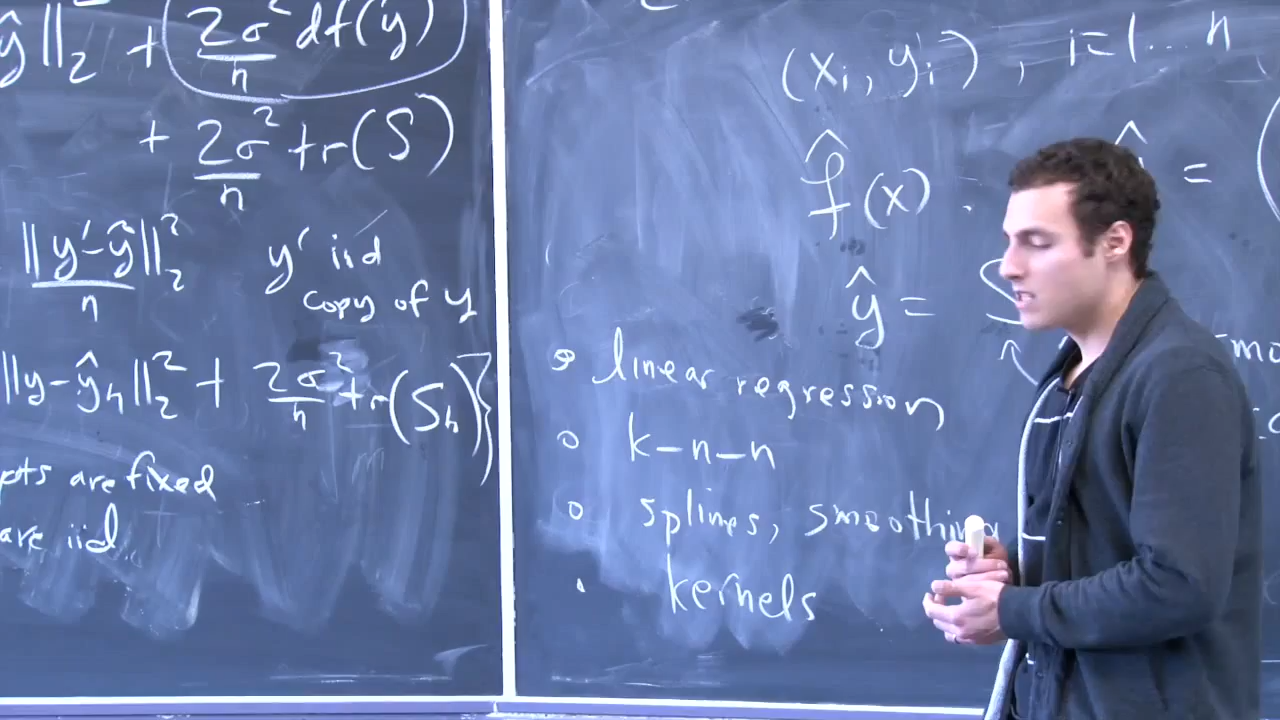 ŷ||₂ + 2σ²/n df(ŷ)
+ 2σ²/n tr(S)
||y′-ŷ||₂²/n y′ iid
copy of y
||y-ŷₕ||₂² + 2σ²/n tr(Sₕ)}
pts are fixed
are iid
(xᵢ, yᵢ), i=1...n
f̂(x). =
ŷ = S
• linear regression
∘ k-n-n
∘ splines, smoothing
· kernels